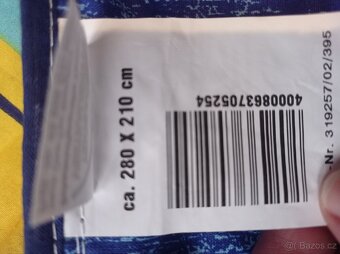 ca. 280 X 210 cm
4000863705254
-Nr. 319257/02/395
Bazos.cz